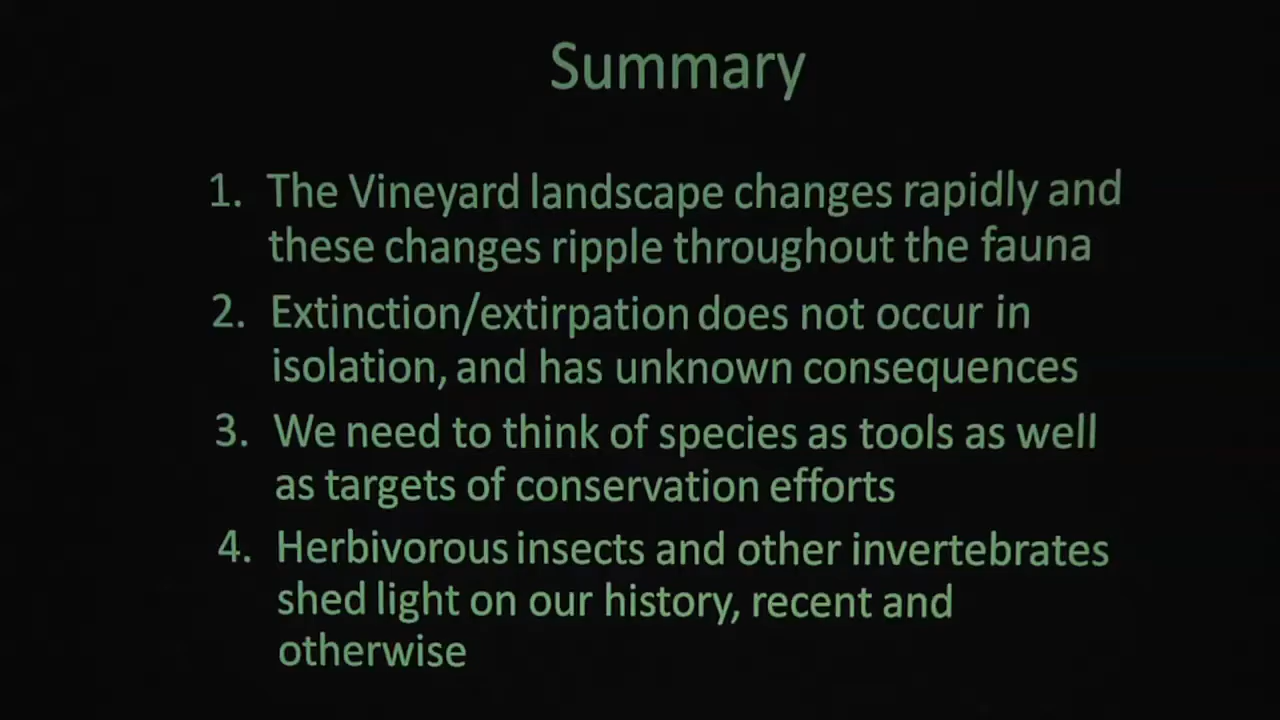 Summary
1. The Vineyard landscape changes rapidly and
these changes ripple throughout the fauna
2. Extinction/extirpation does not occur in
isolation, and has unknown consequences
3. We need to think of species as tools as well
as targets of conservation efforts
4. Herbivorous insects and other invertebrates
shed light on our history, recent and
otherwise